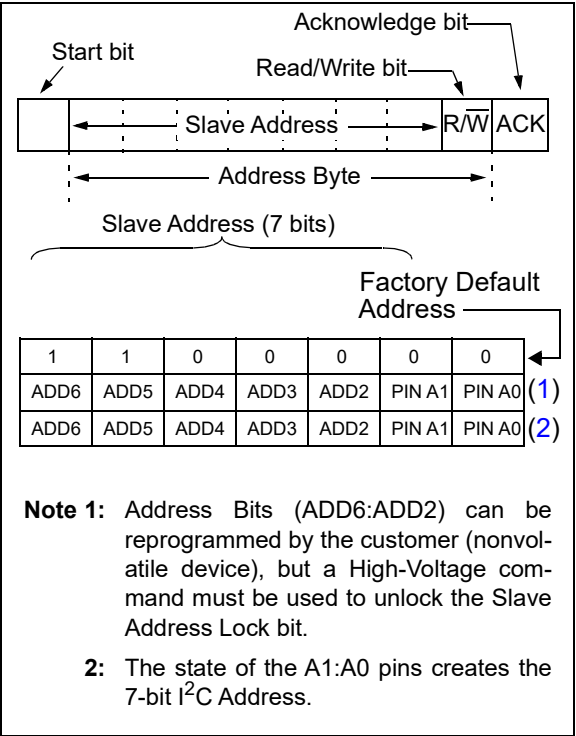 Acknowledge bit
Start bit
Read/Write bit
Slave Address R/W̅ ACK
Address Byte
Slave Address (7 bits)
Factory Default
Address
1 1 0 0 0 0 0
ADD6 ADD5 ADD4 ADD3 ADD2 PIN A1 PIN A0 (1)
ADD6 ADD5 ADD4 ADD3 ADD2 PIN A1 PIN A0 (2)
Note 1: Address Bits (ADD6:ADD2) can be
reprogrammed by the customer (nonvol-
atile device), but a High-Voltage com-
mand must be used to unlock the Slave
Address Lock bit.
2: The state of the A1:A0 pins creates the
7-bit I²C Address.